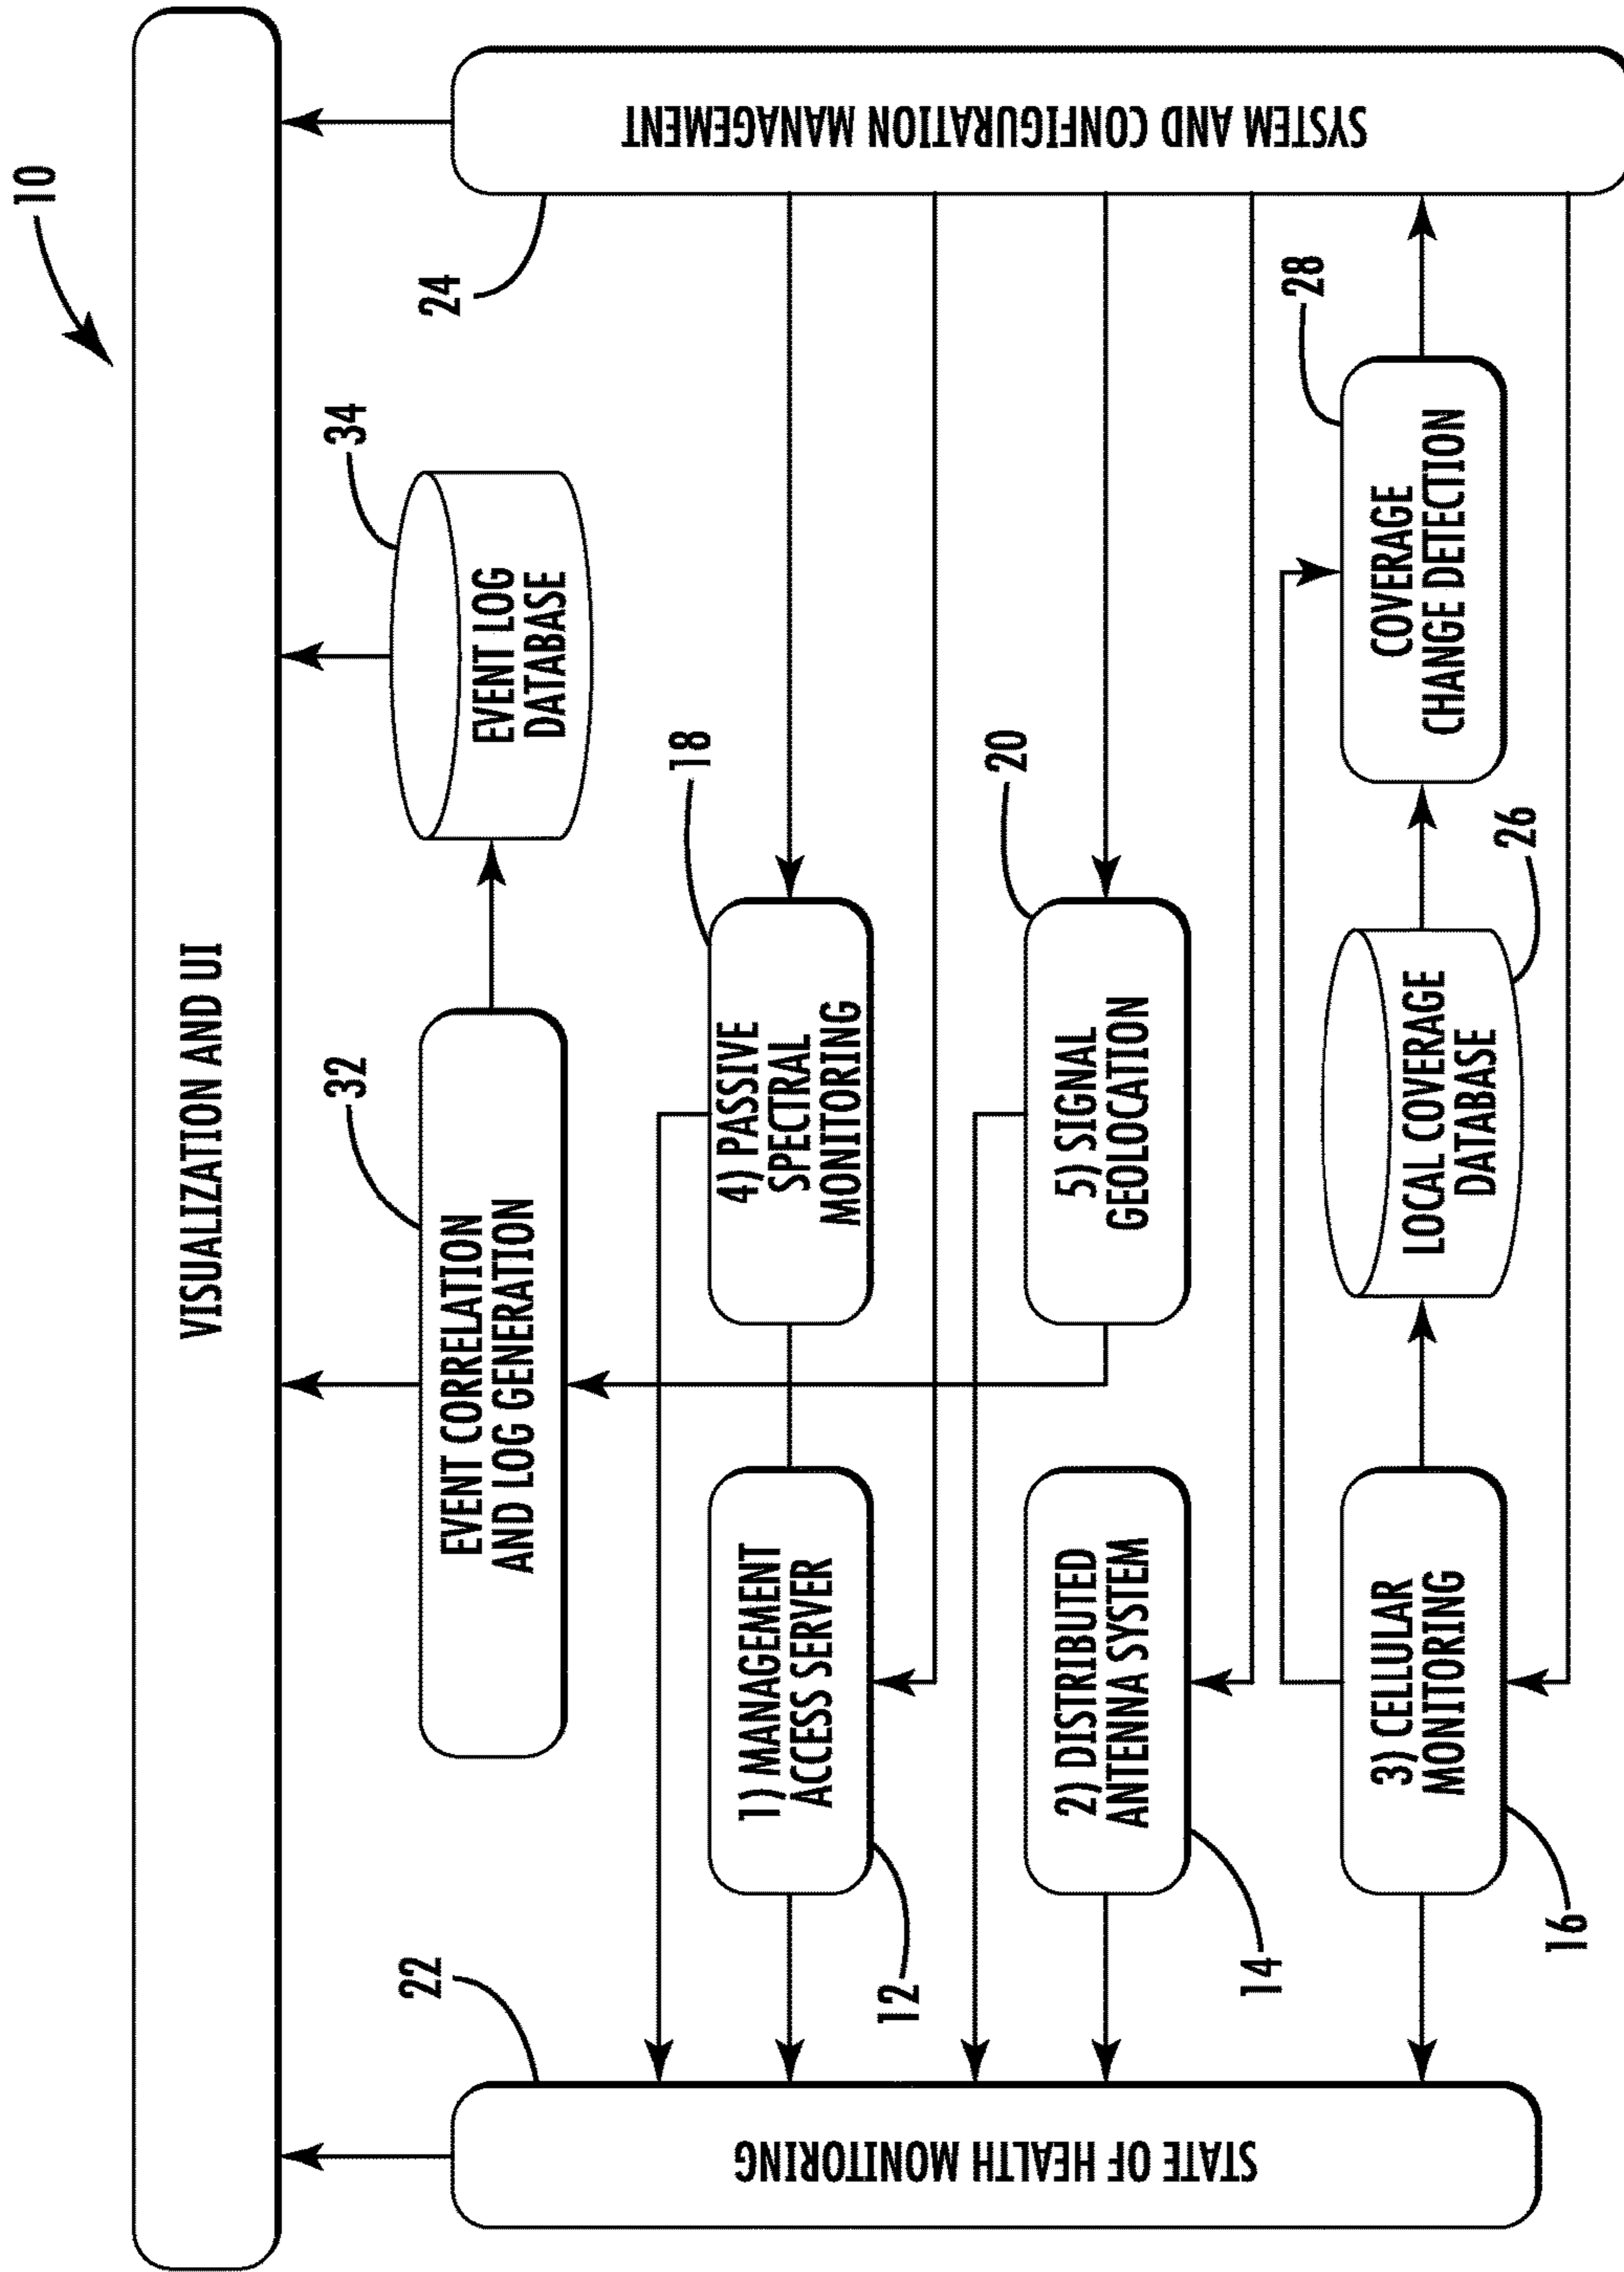 10
VISUALIZATION AND UI
22
32
34
24
EVENT CORRELATION
AND LOG GENERATION
EVENT LOG
DATABASE
STATE OF HEALTH MONITORING
SYSTEM AND CONFIGURATION MANAGEMENT
18
1) MANAGEMENT
ACCESS SERVER
4) PASSIVE
SPECTRAL
MONITORING
12
20
2) DISTRIBUTED
ANTENNA SYSTEM
5) SIGNAL
GEOLOCATION
14
28
3) CELLULAR
MONITORING
LOCAL COVERAGE
DATABASE
COVERAGE
CHANGE DETECTION
16
26